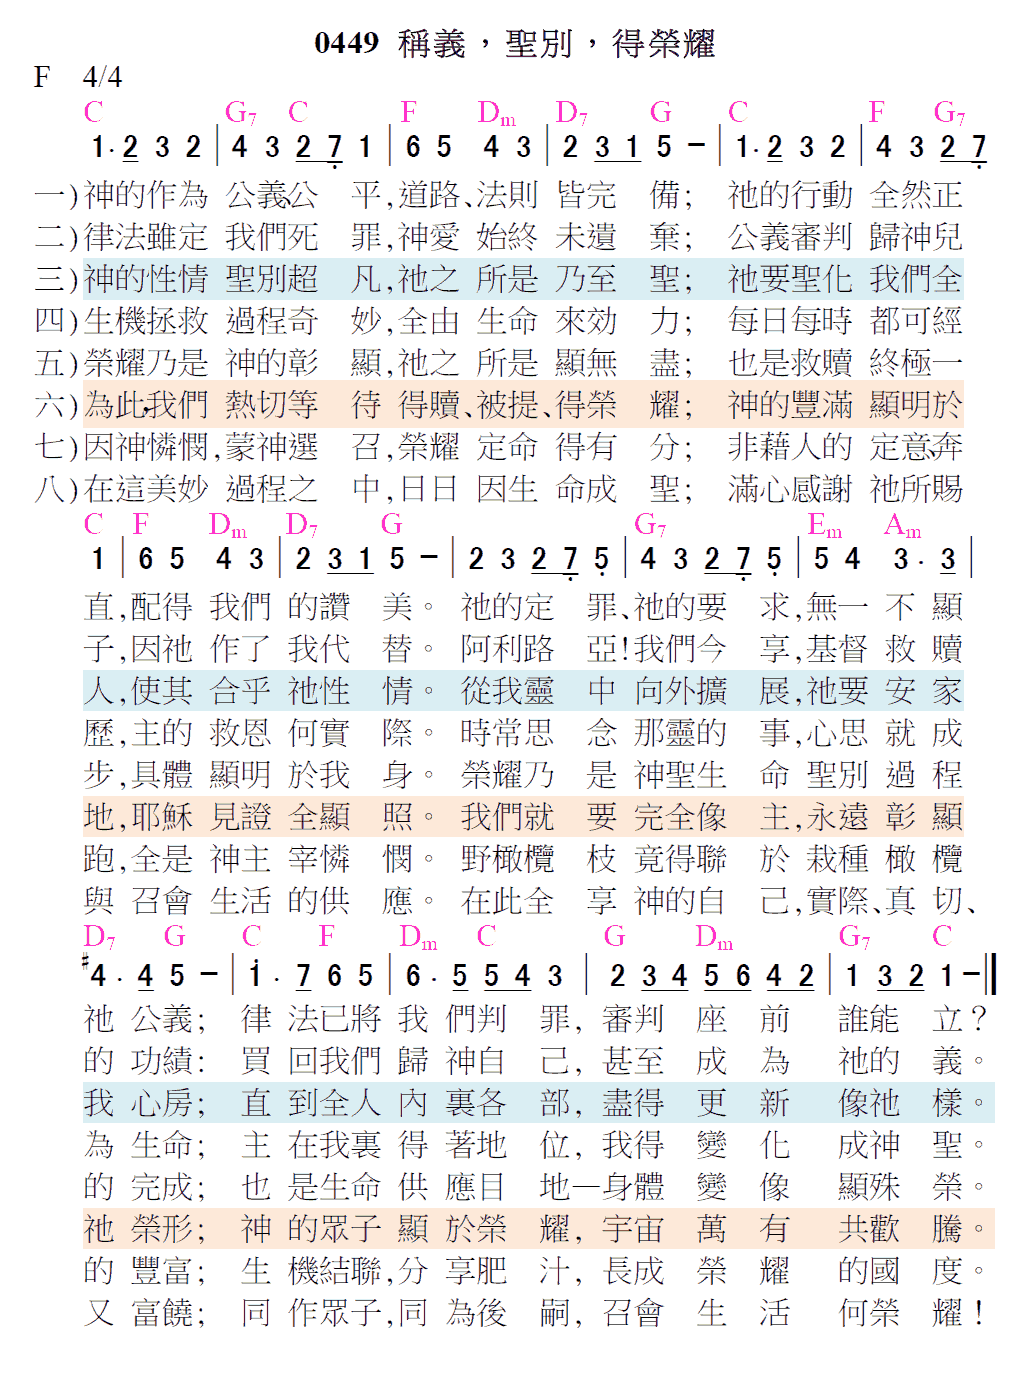 0449 稱義，聖別，得榮耀
F 4/4
C G7 C F Dm D7 G C F G7
1· 2 3 2 | 4 3 2 7 1 | 6 5 4 3 | 2 3 1 5 － | 1· 2 3 2 | 4 3 2 7
一)神的作為 公義、公 平,道路、法則 皆完 備; 祂的行動 全然正
二)律法雖定 我們死 罪,神愛 始終 未遺 棄; 公義審判 歸神兒
三)神的性情 聖別超 凡,祂之 所是 乃至 聖; 祂要聖化 我們全
四)生機拯救 過程奇 妙,全由 生命 來效 力; 每日每時 都可經
五)榮耀乃是 神的彰 顯,祂之 所是 顯無 盡; 也是救贖 終極一
六)為此,我們 熱切等 待 得贖、被提、得榮 耀; 神的豐滿 顯明於
七)因神憐憫,蒙神選 召,榮耀 定命 得有 分; 非藉人的 定意、奔
八)在這美妙 過程之 中,日日 因生 命成 聖; 滿心感謝 祂所賜
C F Dm D7 G G7 Em Am
1 | 6 5 4 3 | 2 3 1 5 － | 2 3 2 7 5 | 4 3 2 7 5 | 5 4 3· 3 |
直,配得 我們 的讚 美。 祂的定 罪、祂的要 求,無一 不 顯
子,因祂 作了 我代 替。 阿利路 亞!我們今 享,基督 救 贖
人,使其 合乎 祂性 情。 從我靈 中 向外擴 展,祂要 安 家
歷,主的 救恩 何實 際。 時常思 念 那靈的 事,心思 就 成
步,具體 顯明 於我 身。 榮耀乃 是 神聖生 命 聖別 過 程
地,耶穌 見證 全顯 照。 我們就 要 完全像 主,永遠 彰 顯
跑,全是 神主 宰憐 憫。 野橄欖 枝 竟得聯 於 栽種 橄 欖
與 召會 生活 的供 應。 在此全 享 神的自 己,實際、真 切、
D7 G C F Dm C G Dm G7 C
♯4· 4 5 － | 1· 7 6 5 | 6· 5 5 4 3 | 2 3 4 5 6 4 2 | 1 3 2 1 － ‖
祂 公義; 律 法已將 我 們判 罪, 審判 座 前 誰能 立?
的 功績: 買 回我們 歸 神自 己, 甚至 成 為 祂的 義。
我 心房; 直 到全人 內 裏各 部, 盡得 更 新 像祂 樣。
為 生命; 主 在我裏 得 著地 位, 我得 變 化 成神 聖。
的 完成; 也 是生命 供 應目 地—身體 變 像 顯殊 榮。
祂 榮形; 神 的眾子 顯 於榮 耀, 宇宙 萬 有 共歡 騰。
的 豐富; 生 機結聯,分 享肥 汁, 長成 榮 耀 的國 度。
又 富饒; 同 作眾子,同 為後 嗣, 召會 生 活 何榮 耀!